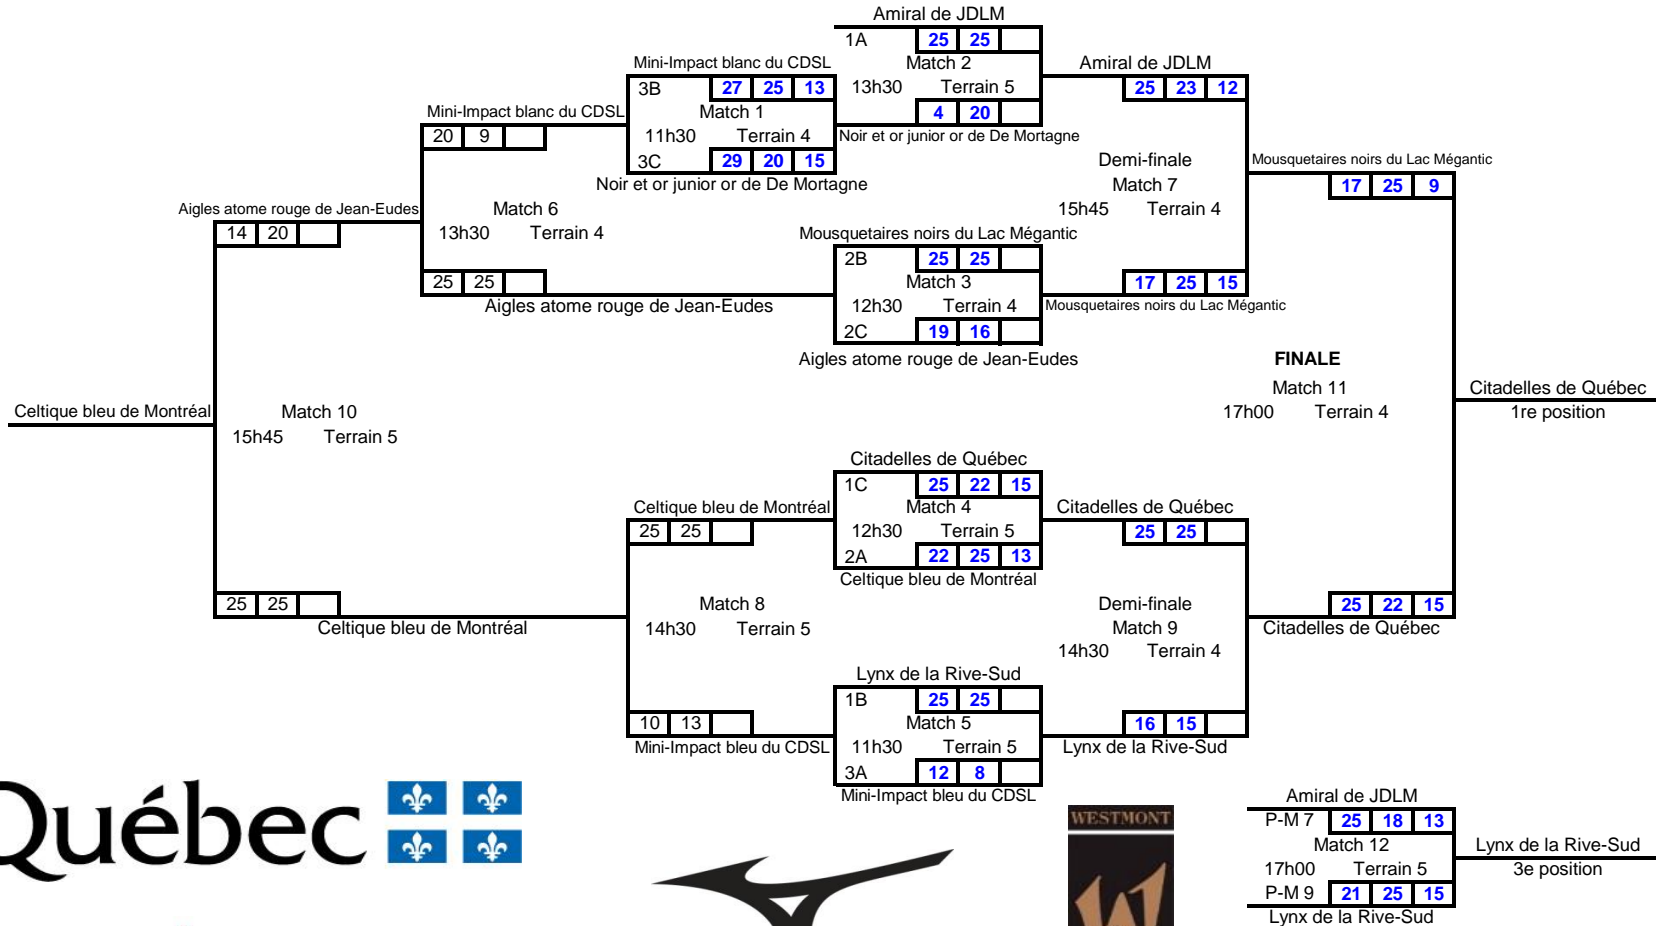 Amiral de JDLM
1A 25 25
Match 2
13h30 Terrain 5
4 20
Noir et or junior or de De Mortagne
Mini-Impact blanc du CDSL
3B 27 25 13
Match 1
11h30 Terrain 4
3C 29 20 15
Noir et or junior or de De Mortagne
Amiral de JDLM
25 23 12
Demi-finale
Match 7
15h45 Terrain 4
17 25 15
Mousquetaires noirs du Lac Mégantic
Mini-Impact blanc du CDSL
20 9
Match 6
13h30 Terrain 4
25 25
Aigles atome rouge de Jean-Eudes
Mousquetaires noirs du Lac Mégantic
2B 25 25
Match 3
12h30 Terrain 4
2C 19 16
Aigles atome rouge de Jean-Eudes
Mousquetaires noirs du Lac Mégantic
17 25 9
FINALE
Match 11
17h00 Terrain 4
25 22 15
Citadelles de Québec
Citadelles de Québec
1re position
Aigles atome rouge de Jean-Eudes
14 20
Celtique bleu de Montréal
Match 10
15h45 Terrain 5
25 25
Celtique bleu de Montréal
Citadelles de Québec
1C 25 22 15
Match 4
12h30 Terrain 5
2A 22 25 13
Celtique bleu de Montréal
Celtique bleu de Montréal
25 25
Match 8
14h30 Terrain 5
10 13
Mini-Impact bleu du CDSL
Citadelles de Québec
25 25
Demi-finale
Match 9
14h30 Terrain 4
16 15
Lynx de la Rive-Sud
Lynx de la Rive-Sud
1B 25 25
Match 5
11h30 Terrain 5
3A 12 8
Mini-Impact bleu du CDSL
Québec
WESTMONT
Amiral de JDLM
P-M 7 25 18 13
Match 12
17h00 Terrain 5
P-M 9 21 25 15
Lynx de la Rive-Sud
Lynx de la Rive-Sud
3e position